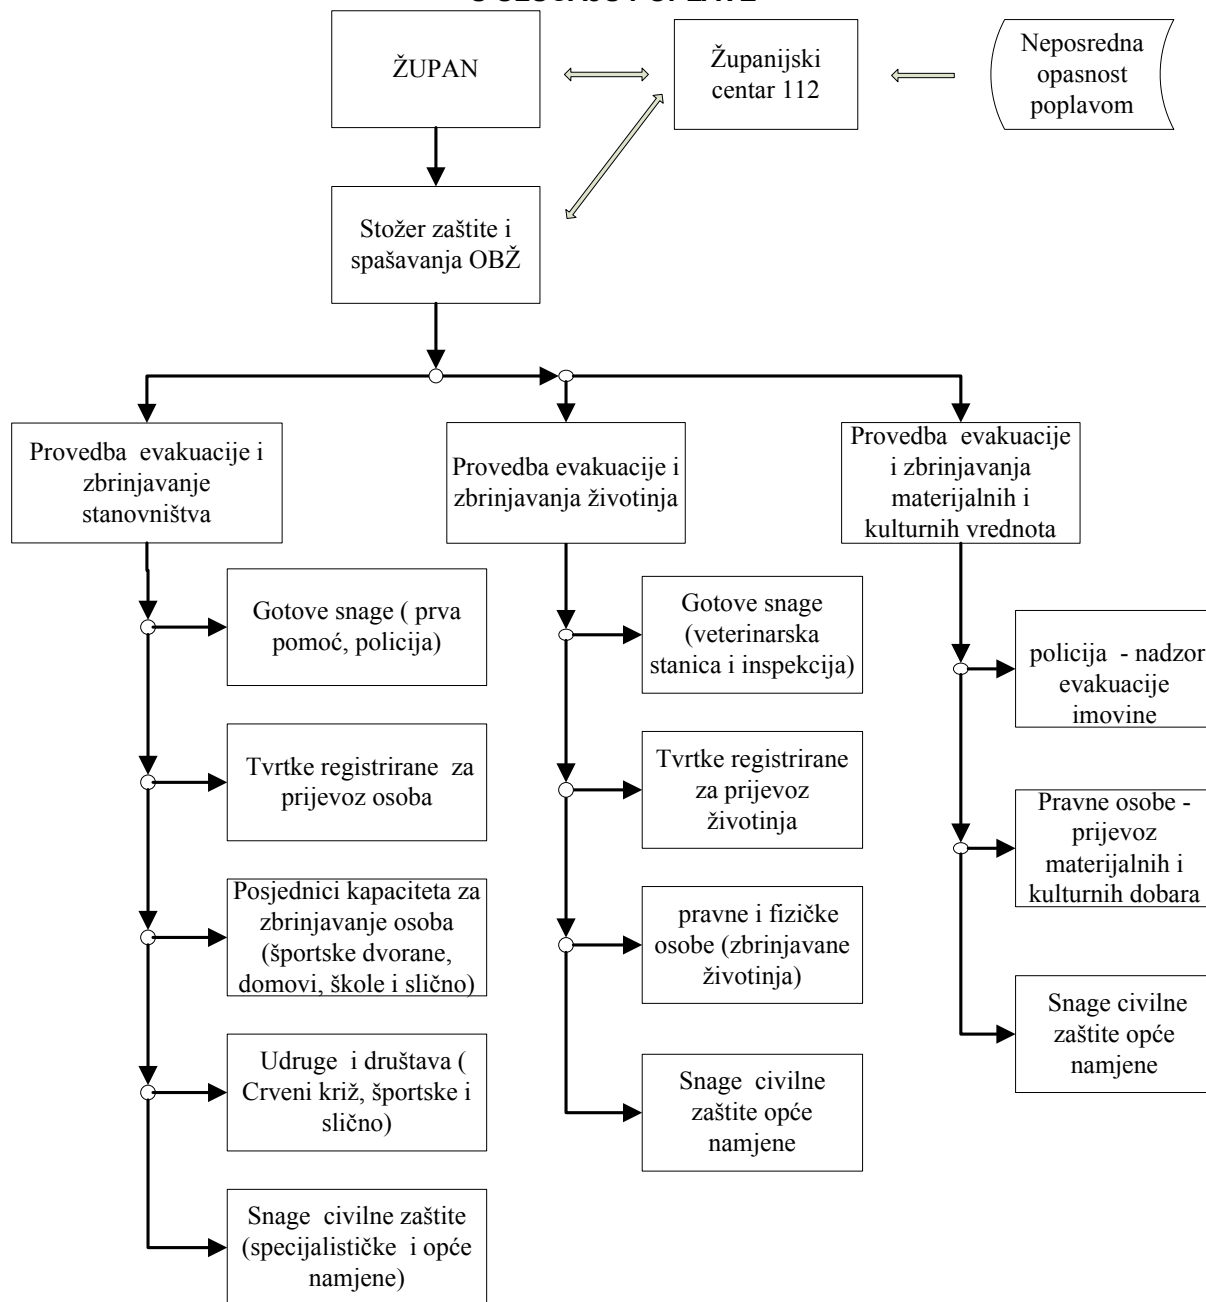 ŽUPAN
Županijski
centar 112
Neposredna
opasnost
poplavom
Stožer zaštite i
spašavanja OBŽ
Provedba evakuacije i
zbrinjavanje
stanovništva
Provedba evakuacije i
zbrinjavanja životinja
Provedba evakuacije
i zbrinjavanja
materijalnih i
kulturnih vrednota
Gotove snage ( prva
pomoć, policija)
Tvrtke registrirane za
prijevoz osoba
Posjednici kapaciteta za
zbrinjavanje osoba
(športske dvorane,
domovi, škole i slično)
Udruge i društava (
Crveni križ, športske i
slično)
Snage civilne zaštite
(specijalističke i opće
namjene)
Gotove snage
(veterinarska
stanica i inspekcija)
Tvrtke registrirane
za prijevoz
životinja
pravne i fizičke
osobe (zbrinjavane
životinja)
Snage civilne
zaštite opće
namjene
policija - nadzor
evakuacije
imovine
Pravne osobe -
prijevoz
materijalnih i
kulturnih dobara
Snage civilne
zaštite opće
namjene